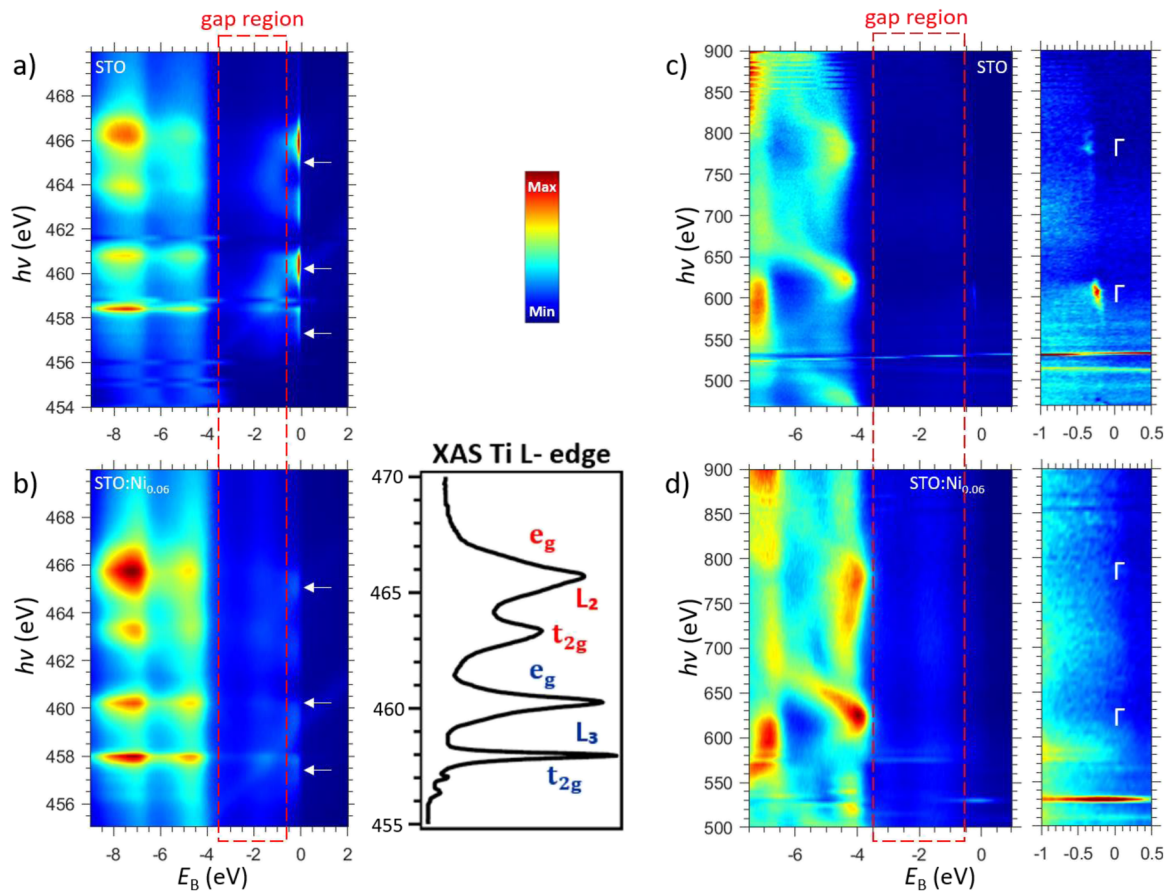 gap region
gap region
a)
STO
468
466
464
462
460
458
456
454
hν (eV)
-8
-6
-4
-2
0
2
Max
Min
c)
STO
900
850
800
750
700
650
600
550
500
hν (eV)
-6
-4
-2
0
Γ
Γ
-1
-0.5
0
0.5
b)
STO:Ni0.06
468
466
464
462
460
458
456
hν (eV)
-8
-6
-4
-2
0
2
EB (eV)
XAS Ti L- edge
470
465
460
455
eg
L2
t2g
eg
L3
t2g
d)
STO:Ni0.06
900
850
800
750
700
650
600
550
500
hν (eV)
-6
-4
-2
0
EB (eV)
Γ
Γ
-1
-0.5
0
0.5